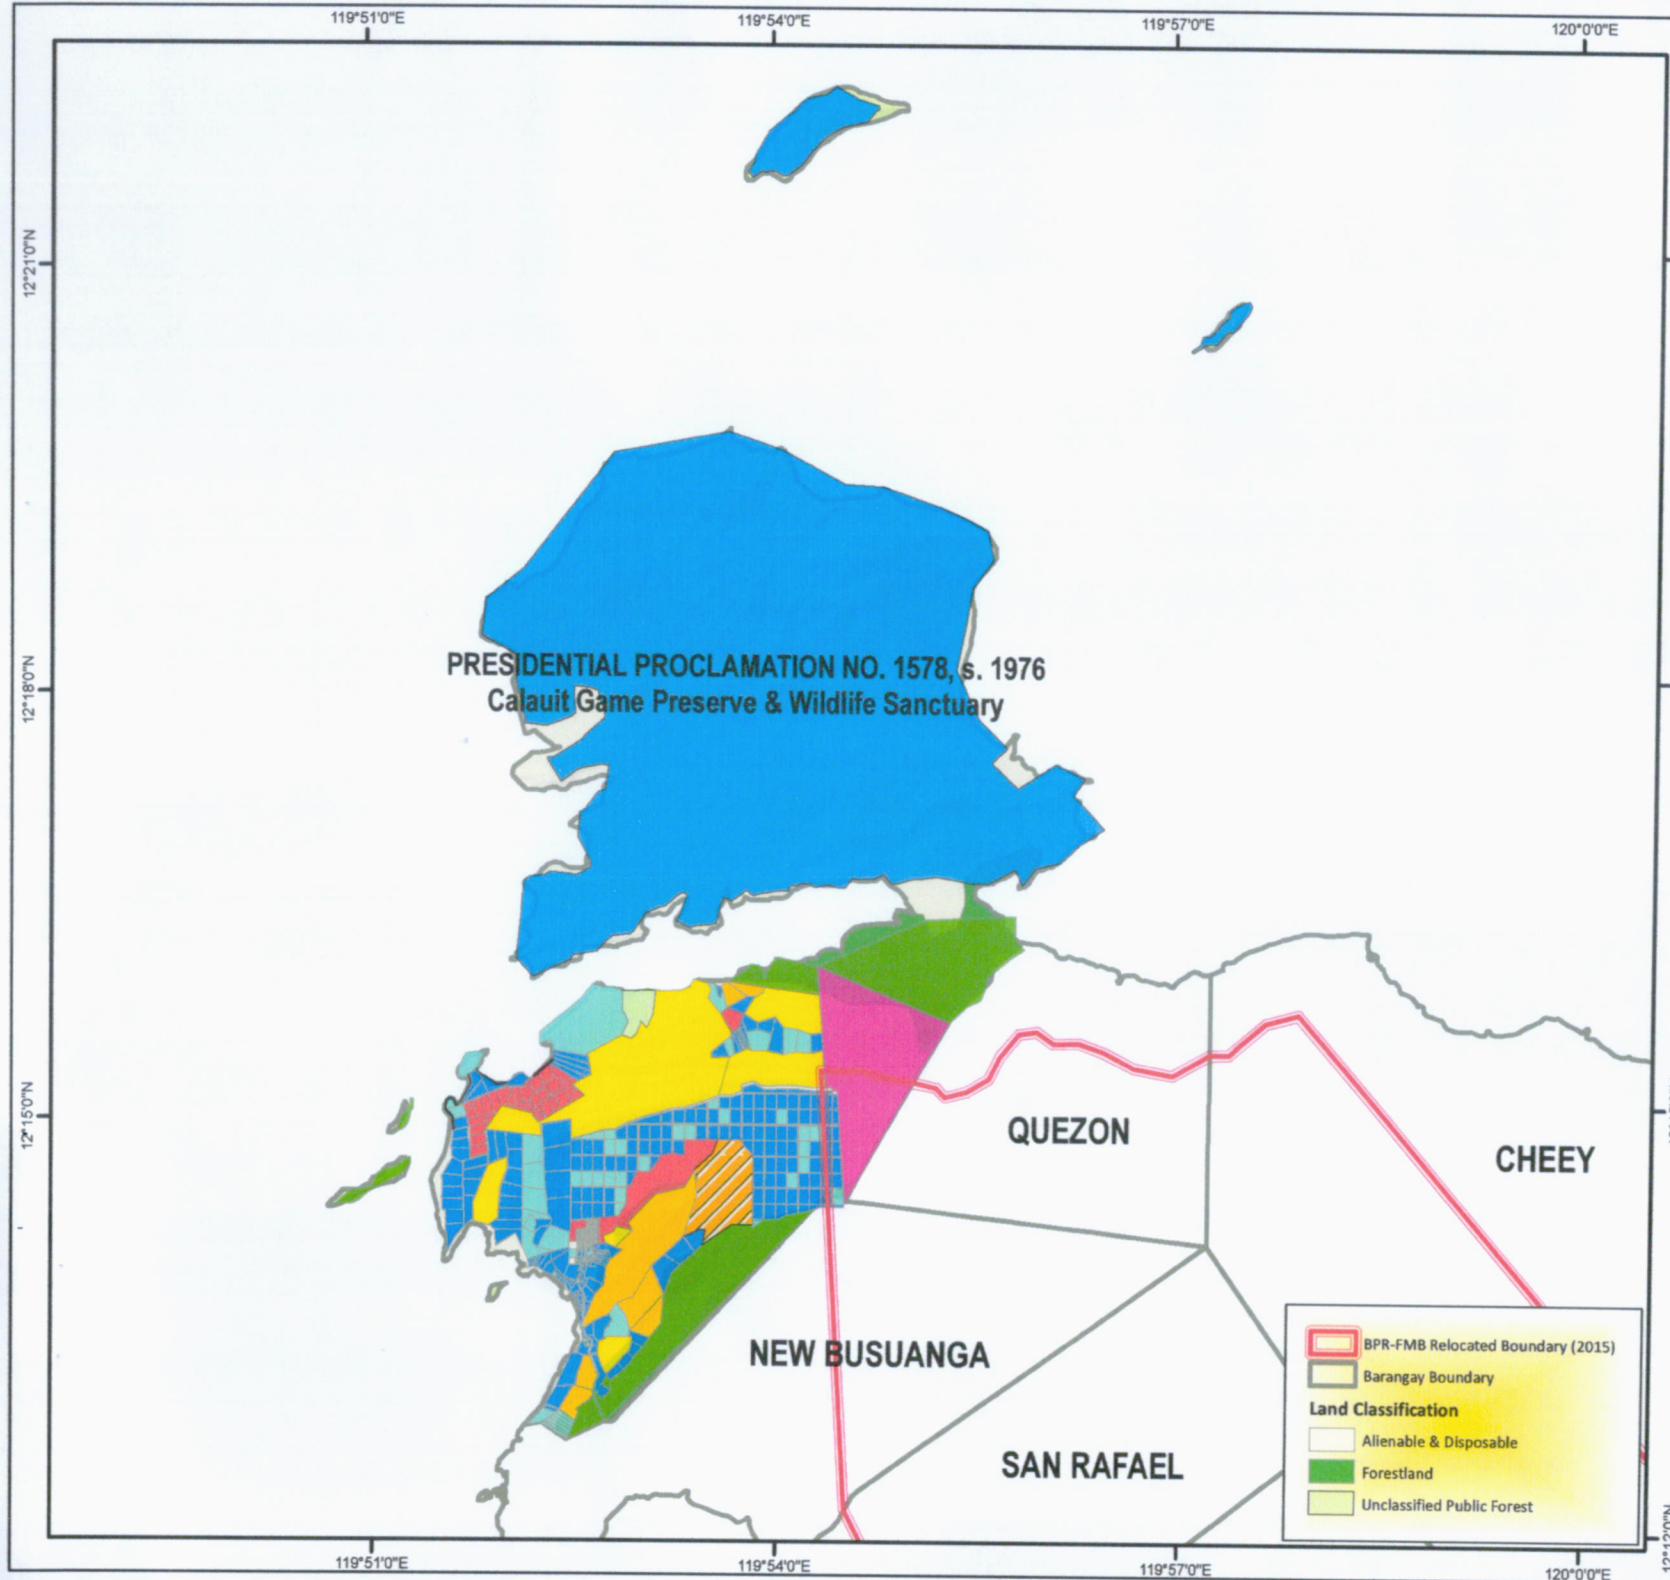 119°51'0"E
119°54'0"E
119°57'0"E
120°0'0"E
12°21'0"N
12°18'0"N
12°15'0"N
PRESIDENTIAL PROCLAMATION NO. 1578, s. 1976
Calauit Game Preserve & Wildlife Sanctuary
QUEZON
CHEEY
NEW BUSUANGA
SAN RAFAEL
BPR-FMB Relocated Boundary (2015)
Barangay Boundary
Land Classification
Alienable & Disposable
Forestland
Unclassified Public Forest
12°12'0"N
119°51'0"E
119°54'0"E
119°57'0"E
120°0'0"E